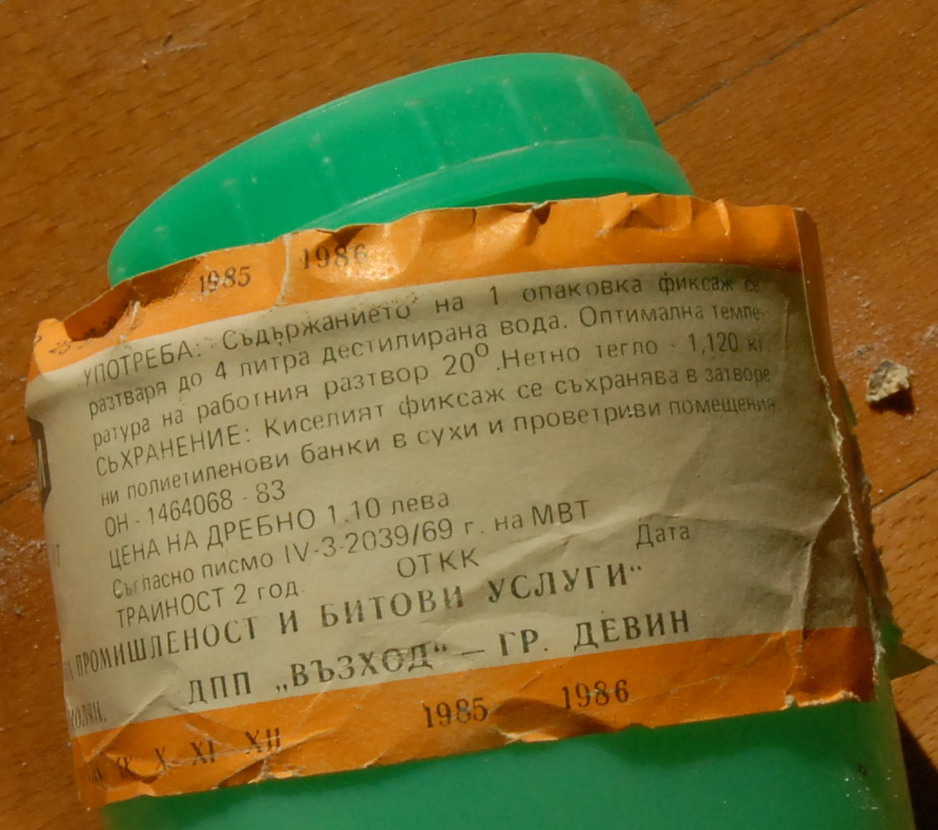 1985 1986
УПОТРЕБА: Съдържанието на 1 опаковка фиксаж се
разтваря до 4 литра дестилирана вода. Оптимална темпе-
ратура на работния разтвор 20⁰. Нетно тегло - 1,120 кг.
СЪХРАНЕНИЕ: Киселият фиксаж се съхранява в затворе
ни полиетиленови банки в сухи и проветриви помещения
ОН - 1464068 - 83
ЦЕНА НА ДРЕБНО 1.10 лева
Съгласно писмо IV-3-2039/69 г. на МВТ
ТРАЙНОСТ 2 год. ОТКК Дата
ПРОМИШЛЕНОСТ И БИТОВИ УСЛУГИ"
ДПП „ВЪЗХОД" — ГР. ДЕВИН
IX X XI XII 1985 1986